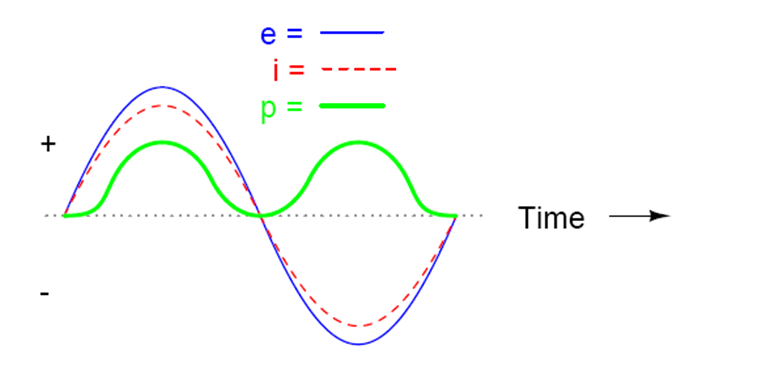 e =
i =
p =
+
Time
-